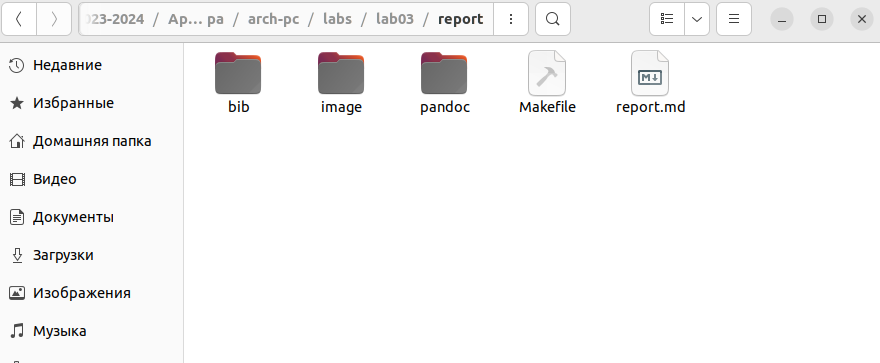 023-2024 / Ap... pa / arch-pc / labs / lab03 / report
Недавние
Избранные
Домашняя папка
Видео
Документы
Загрузки
Изображения
Музыка
bib
image
pandoc
Makefile
report.md